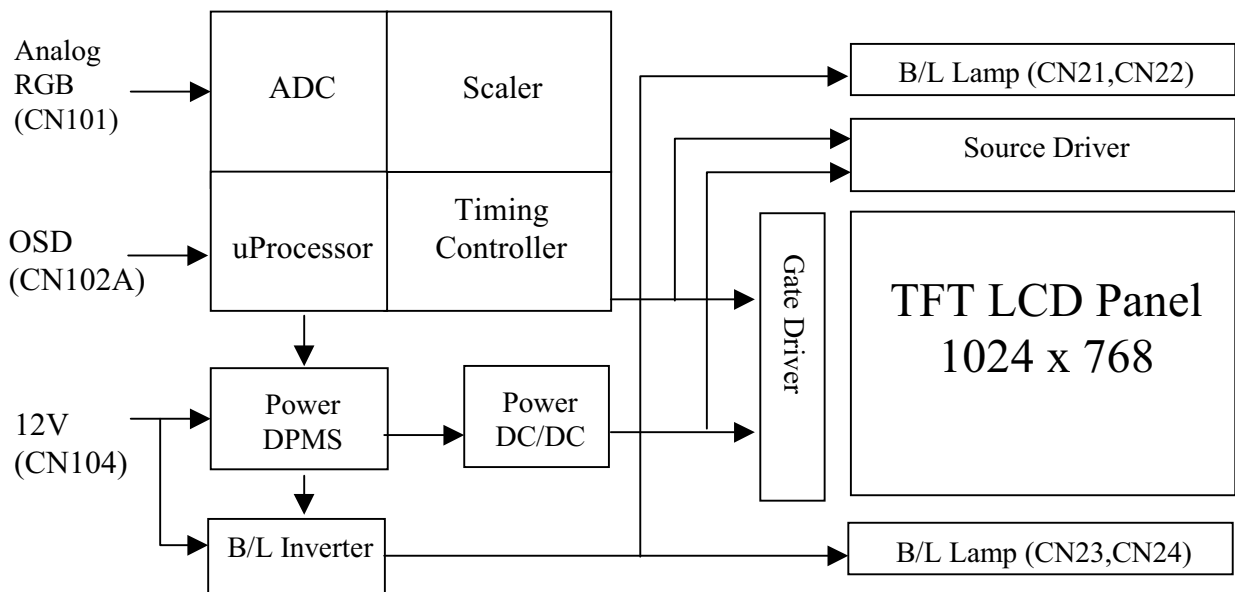 Analog
RGB
(CN101)
ADC
Scaler
B/L Lamp (CN21,CN22)
Source Driver
OSD
(CN102A)
uProcessor
Timing
Controller
Gate Driver
TFT LCD Panel
1024 x 768
12V
(CN104)
Power
DPMS
Power
DC/DC
B/L Inverter
B/L Lamp (CN23,CN24)